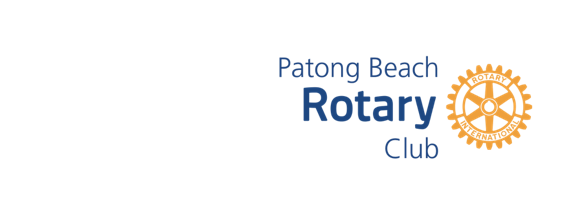 Patong Beach
Rotary
Club
ROTARY
INTERNATIONAL